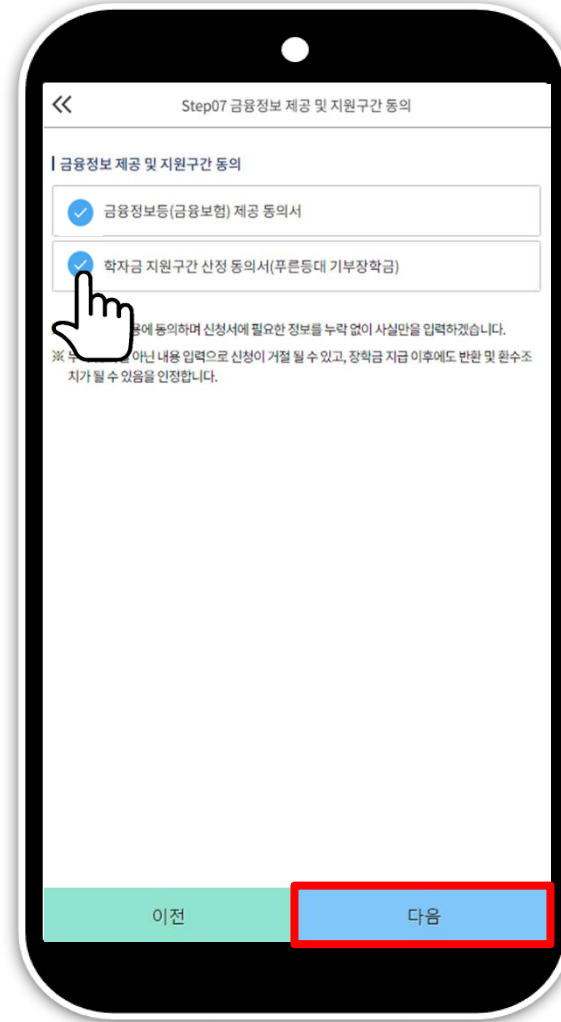 Step07 금융정보 제공 및 지원구간 동의
금융정보 제공 및 지원구간 동의
금융정보등(금융보험) 제공 동의서
학자금 지원구간 산정 동의서(푸른등대 기부장학금)
용에 동의하며 신청서에 필요한 정보를 누락 없이 사실만을 입력하겠습니다.
※ 아닌 내용 입력으로 신청이 거절 될 수 있고, 장학금 지급 이후에도 반환 및 환수조
치가 될 수 있음을 인정합니다.
이전 다음